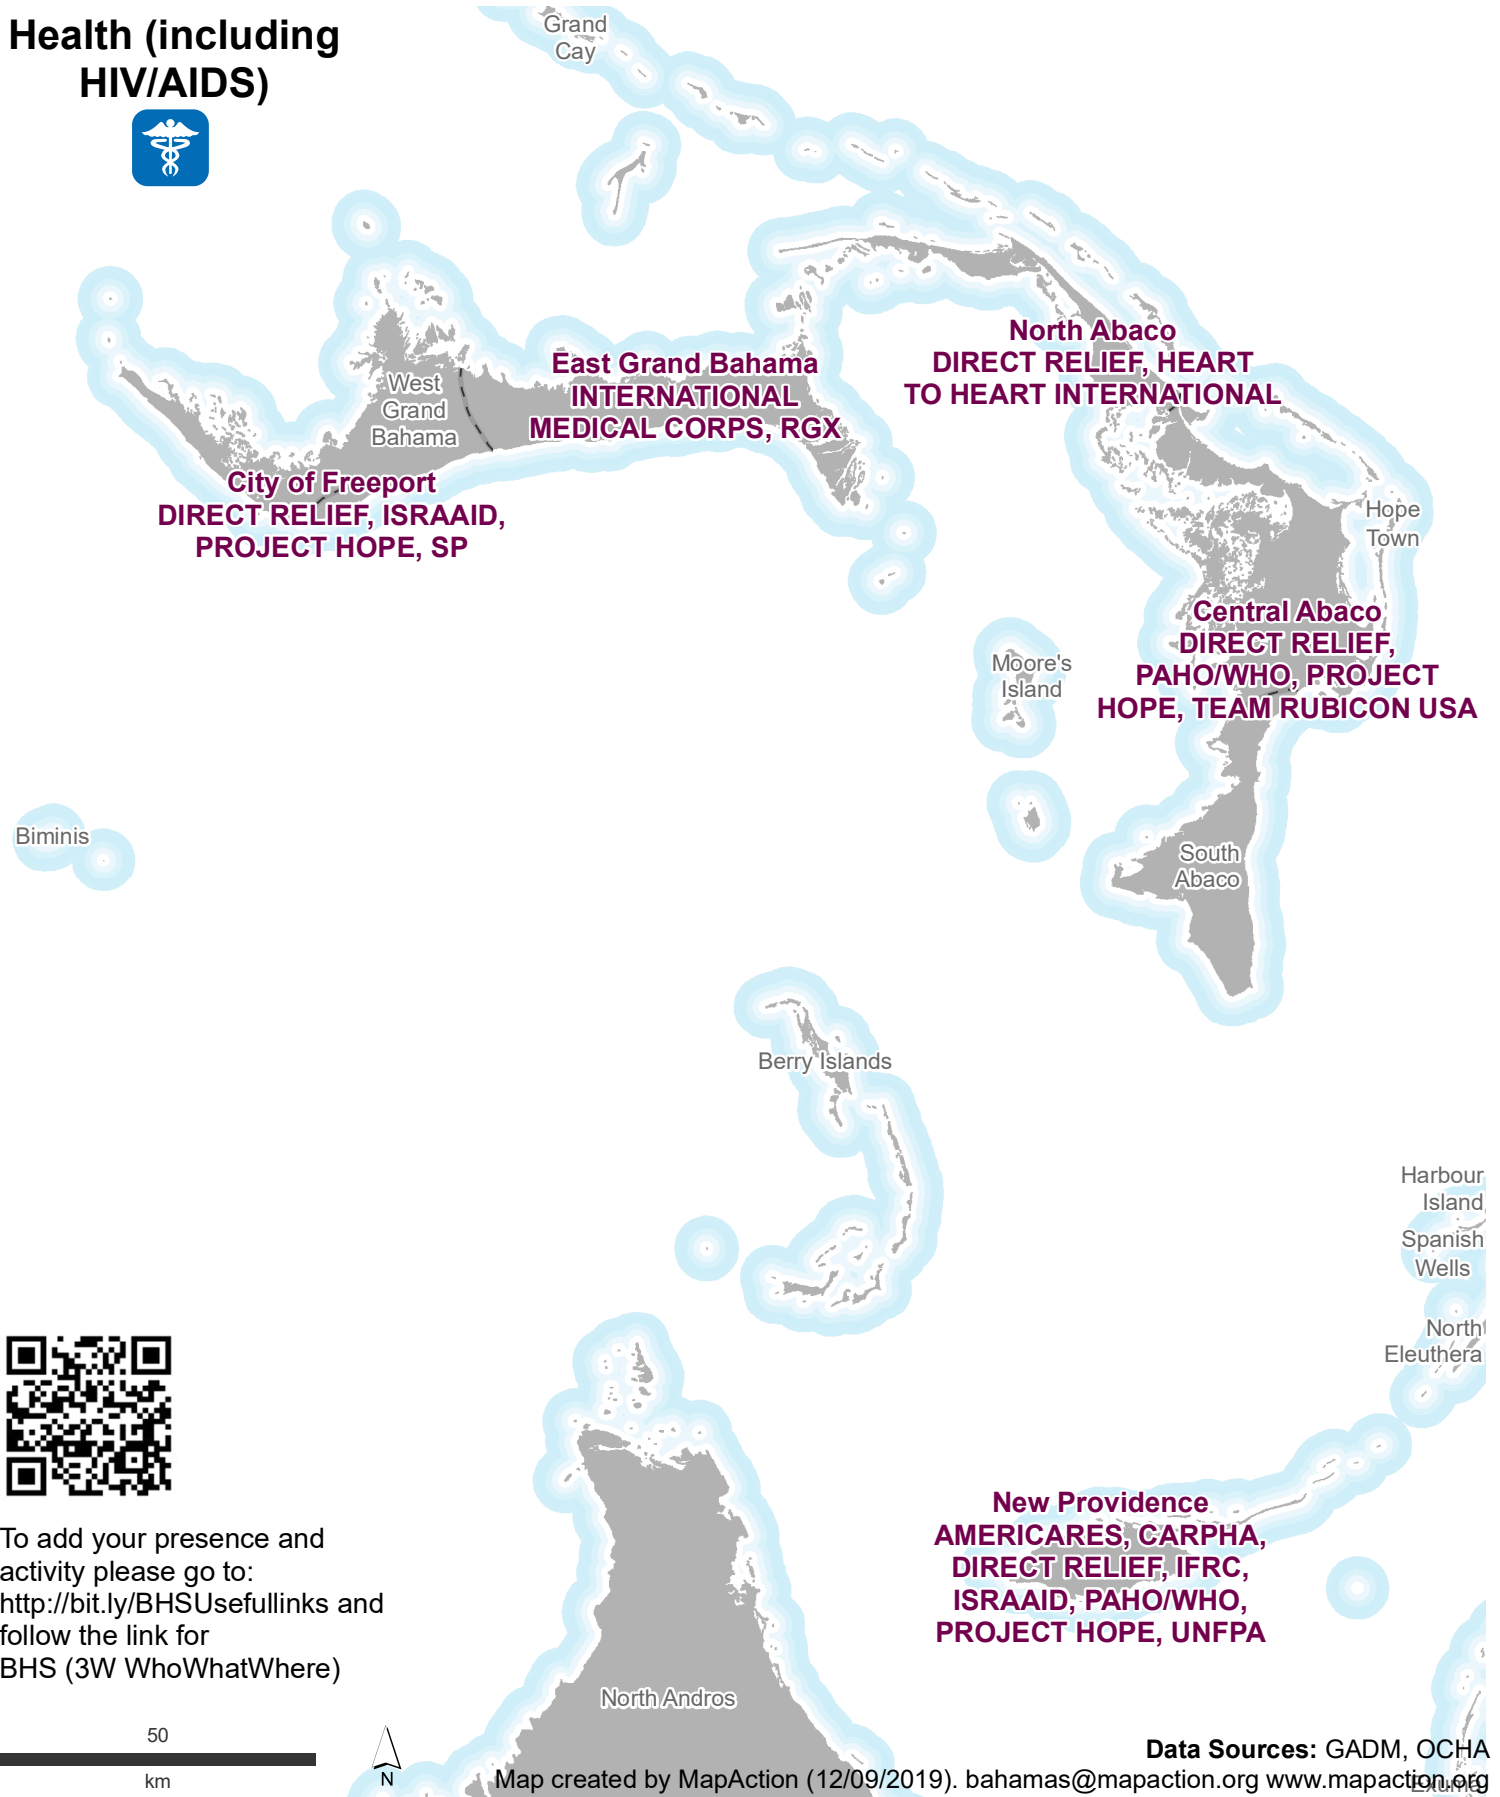 Health (including
HIV/AIDS)
Grand
Cay
North Abaco
DIRECT RELIEF, HEART
TO HEART INTERNATIONAL
East Grand Bahama
INTERNATIONAL
MEDICAL CORPS, RGX
West
Grand
Bahama
City of Freeport
DIRECT RELIEF, ISRAAID,
PROJECT HOPE, SP
Hope
Town
Central Abaco
DIRECT RELIEF,
PAHO/WHO, PROJECT
HOPE, TEAM RUBICON USA
Moore's
Island
Biminis
South
Abaco
Berry Islands
Harbour
Island
Spanish
Wells
North
Eleuthera
New Providence
AMERICARES, CARPHA,
DIRECT RELIEF, IFRC,
ISRAAID, PAHO/WHO,
PROJECT HOPE, UNFPA
To add your presence and
activity please go to:
http://bit.ly/BHSUsefullinks and
follow the link for
BHS (3W WhoWhatWhere)
North Andros
50
km
N
Data Sources: GADM, OCHA
Map created by MapAction (12/09/2019). bahamas@mapaction.org www.mapaction.org
Exuma